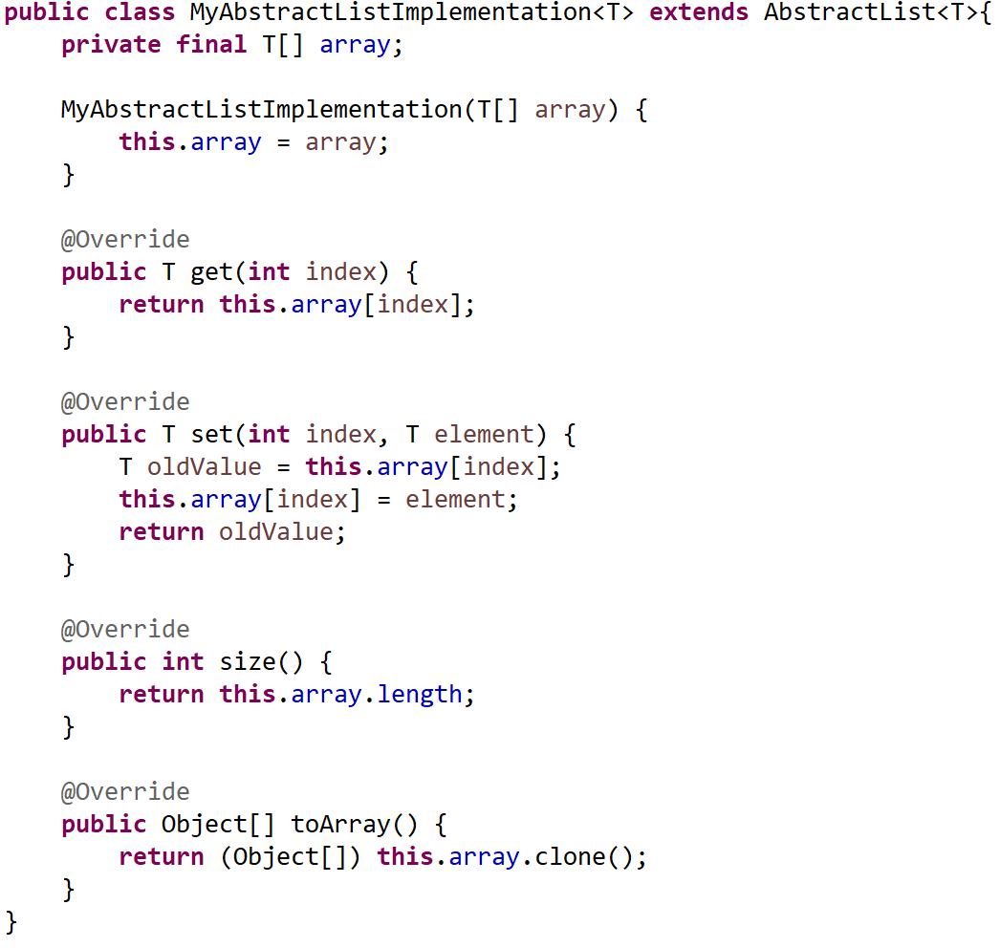 public class MyAbstractListImplementation<T> extends AbstractList<T>{
    private final T[] array;

    MyAbstractListImplementation(T[] array) {
        this.array = array;
    }

    @Override
    public T get(int index) {
        return this.array[index];
    }

    @Override
    public T set(int index, T element) {
        T oldValue = this.array[index];
        this.array[index] = element;
        return oldValue;
    }

    @Override
    public int size() {
        return this.array.length;
    }

    @Override
    public Object[] toArray() {
        return (Object[]) this.array.clone();
    }
}